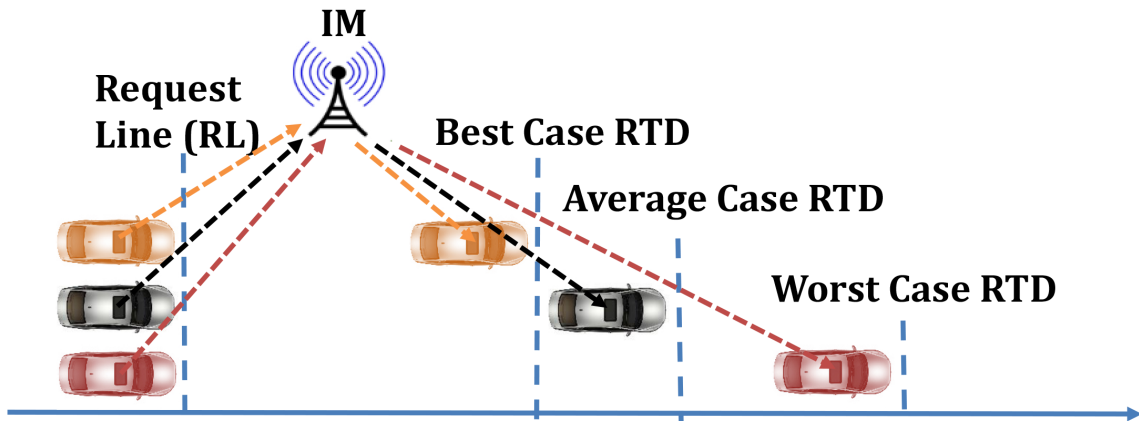 IM
Request
Line (RL)
Best Case RTD
Average Case RTD
Worst Case RTD